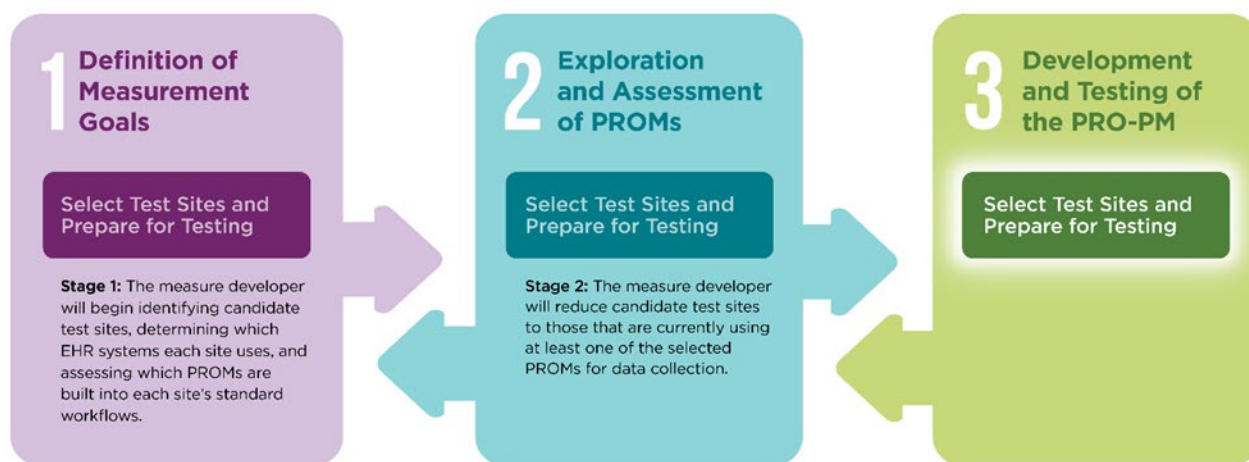 1
Definition of
Measurement
Goals
Select Test Sites and
Prepare for Testing
Stage 1: The measure developer
will begin identifying candidate
test sites, determining which
EHR systems each site uses, and
assessing which PROMs are
built into each site's standard
workflows.
2
Exploration
and Assessment
of PROMs
Select Test Sites and
Prepare for Testing
Stage 2: The measure developer
will reduce candidate test sites
to those that are currently using
at least one of the selected
PROMs for data collection.
3
Development
and Testing of
the PRO-PM
Select Test Sites and
Prepare for Testing